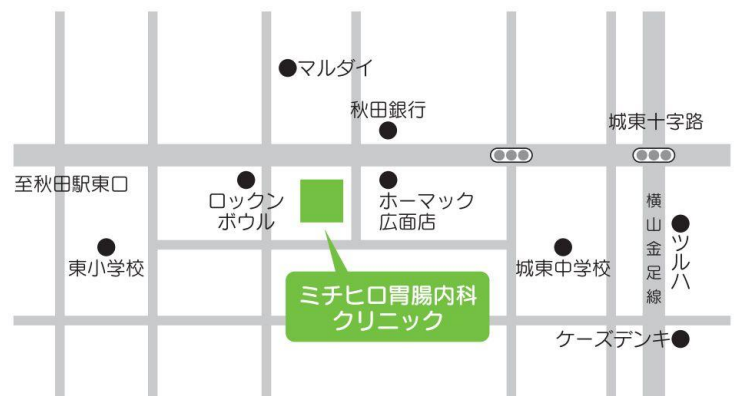 マルダイ
秋田銀行
城東十字路
至秋田駅東口
ロックン
ボウル
ホーマック
広面店
横山金足線
ツルハ
東小学校
城東中学校
ミチヒロ胃腸内科
クリニック
ケーズデンキ